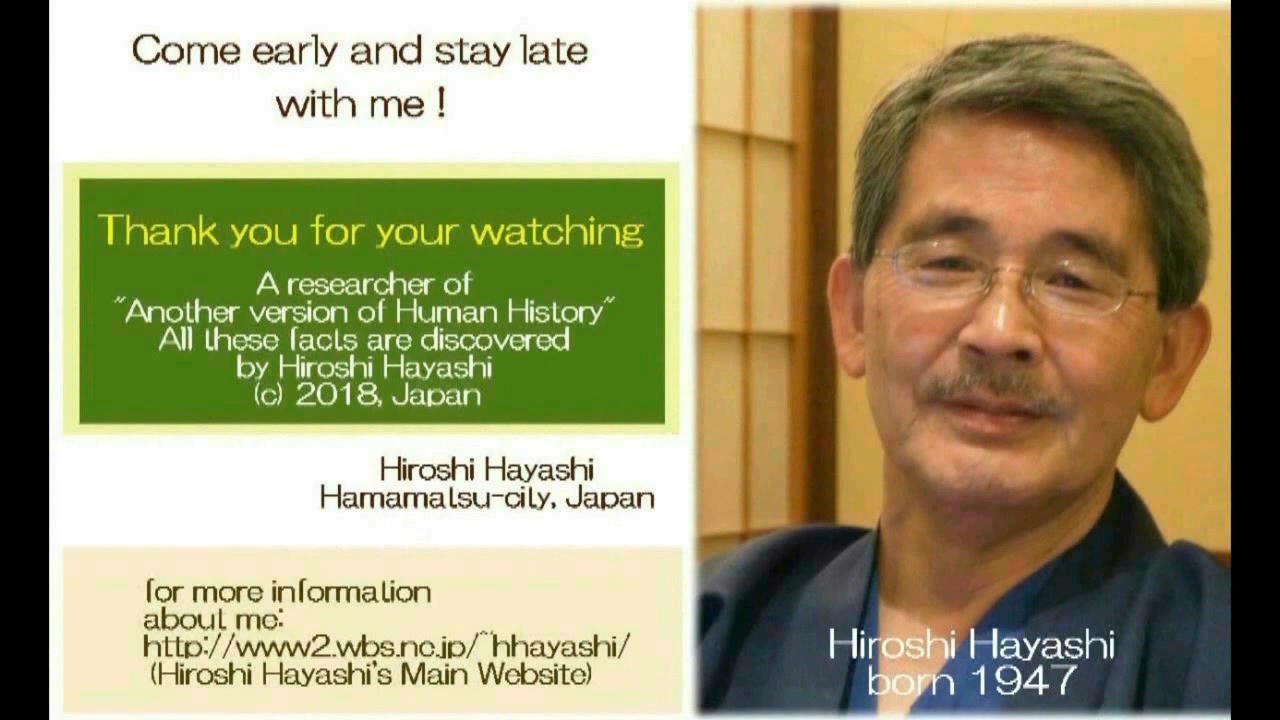 Come early and stay late
with me !
Thank you for your watching
A researcher of
"Another version of Human History"
All these facts are discovered
by Hiroshi Hayashi
(c) 2018, Japan
Hiroshi Hayashi
Hamamatsu-city, Japan
for more information
about me:
http://www2.wbs.ne.jp/~hhayashi/
(Hiroshi Hayashi's Main Website)
Hiroshi Hayashi
born 1947